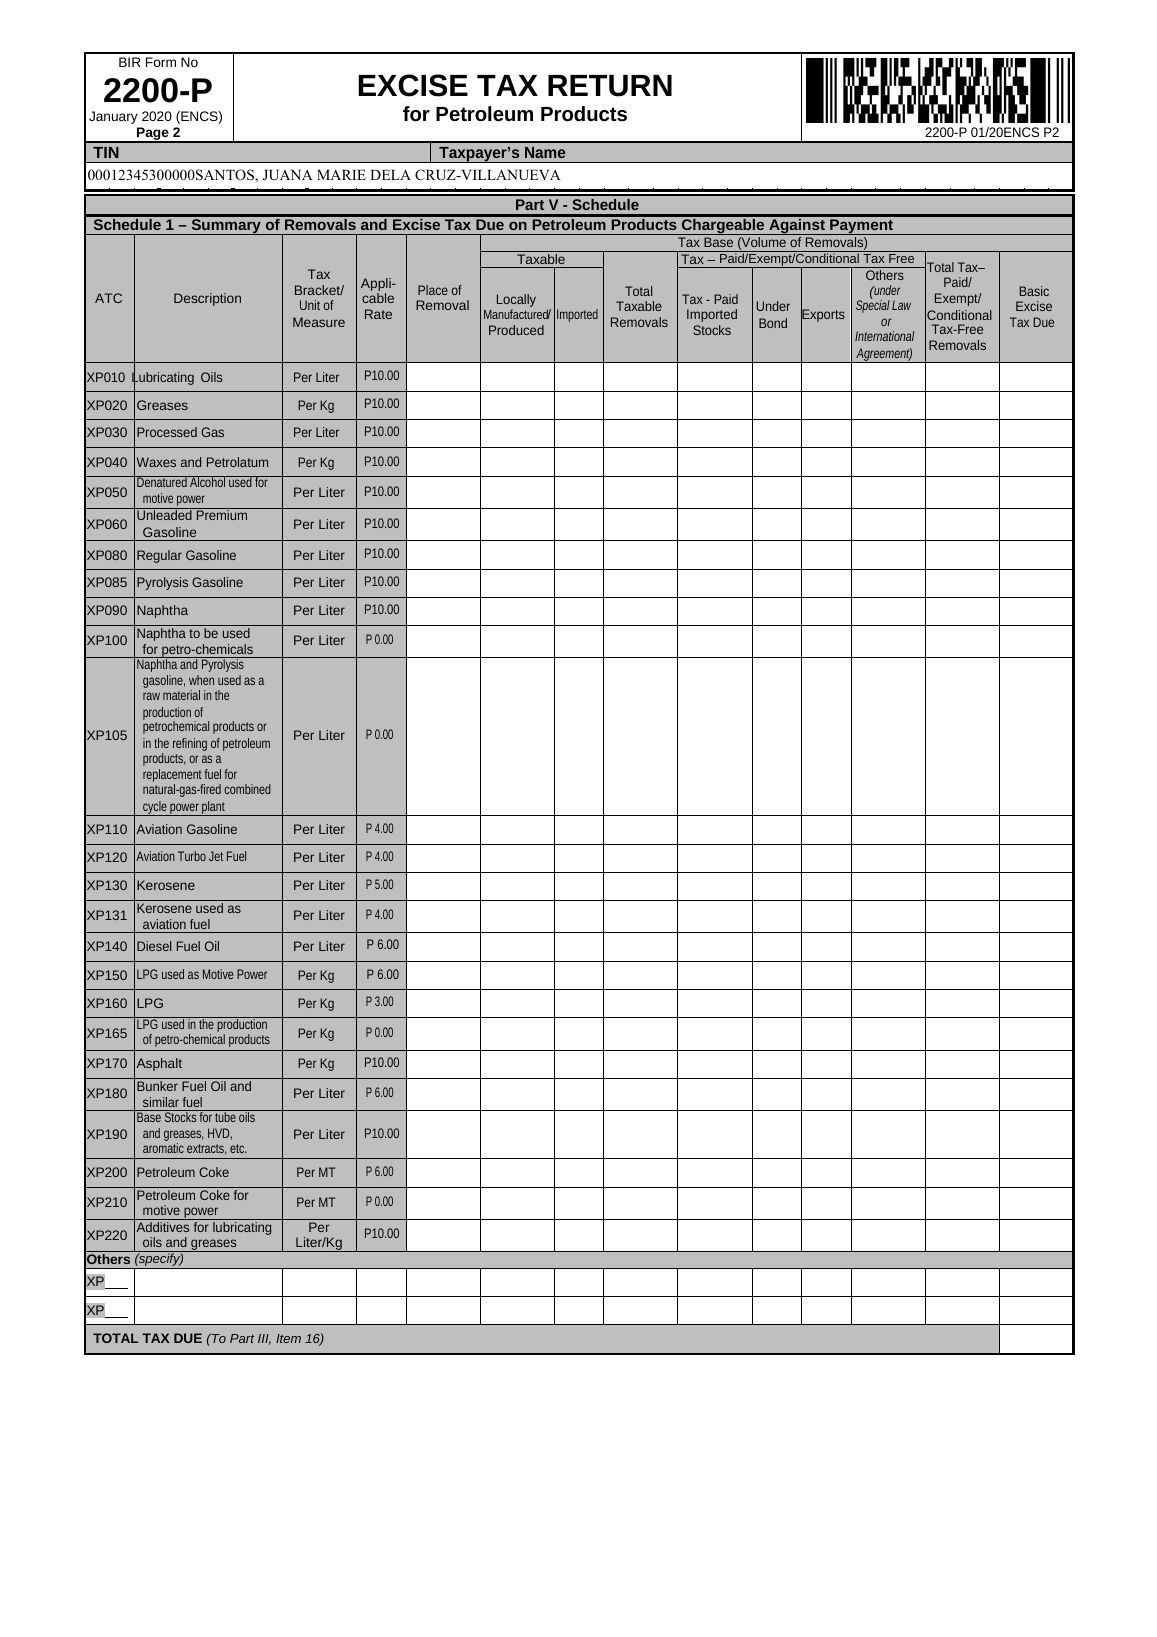 BIR Form No
2200-P
January 2020 (ENCS)
Page 2
EXCISE TAX RETURN
for Petroleum Products
2200-P 01/20ENCS P2
TIN Taxpayer’s Name
00012345300000SANTOS, JUANA MARIE DELA CRUZ-VILLANUEVA
Part V - Schedule
Schedule 1 – Summary of Removals and Excise Tax Due on Petroleum Products Chargeable Against Payment
ATC
Description
Tax
Bracket/
Unit of
Measure
Appli-
cable
Rate
Place of
Removal
Tax Base (Volume of Removals)
Taxable
Locally
Manufactured/
Produced
Imported
Total
Taxable
Removals
Tax – Paid/Exempt/Conditional Tax Free
Tax - Paid
Imported
Stocks
Under
Bond
Exports
Others
(under
Special Law
or
International
Agreement)
Total Tax–
Paid/
Exempt/
Conditional
Tax-Free
Removals
Basic
Excise
Tax Due
XP010 Lubricating Oils Per Liter P10.00
XP020 Greases Per Kg P10.00
XP030 Processed Gas Per Liter P10.00
XP040 Waxes and Petrolatum Per Kg P10.00
XP050 Denatured Alcohol used for
motive power Per Liter P10.00
XP060 Unleaded Premium
Gasoline Per Liter P10.00
XP080 Regular Gasoline Per Liter P10.00
XP085 Pyrolysis Gasoline Per Liter P10.00
XP090 Naphtha Per Liter P10.00
XP100 Naphtha to be used
for petro-chemicals Per Liter P 0.00
XP105 Naphtha and Pyrolysis
gasoline, when used as a
raw material in the
production of
petrochemical products or
in the refining of petroleum
products, or as a
replacement fuel for
natural-gas-fired combined
cycle power plant Per Liter P 0.00
XP110 Aviation Gasoline Per Liter P 4.00
XP120 Aviation Turbo Jet Fuel Per Liter P 4.00
XP130 Kerosene Per Liter P 5.00
XP131 Kerosene used as
aviation fuel Per Liter P 4.00
XP140 Diesel Fuel Oil Per Liter P 6.00
XP150 LPG used as Motive Power Per Kg P 6.00
XP160 LPG Per Kg P 3.00
XP165 LPG used in the production
of petro-chemical products Per Kg P 0.00
XP170 Asphalt Per Kg P10.00
XP180 Bunker Fuel Oil and
similar fuel Per Liter P 6.00
XP190 Base Stocks for tube oils
and greases, HVD,
aromatic extracts, etc. Per Liter P10.00
XP200 Petroleum Coke Per MT P 6.00
XP210 Petroleum Coke for
motive power Per MT P 0.00
XP220 Additives for lubricating
oils and greases Per
Liter/Kg P10.00
Others (specify)
XP___
XP___
TOTAL TAX DUE (To Part III, Item 16)